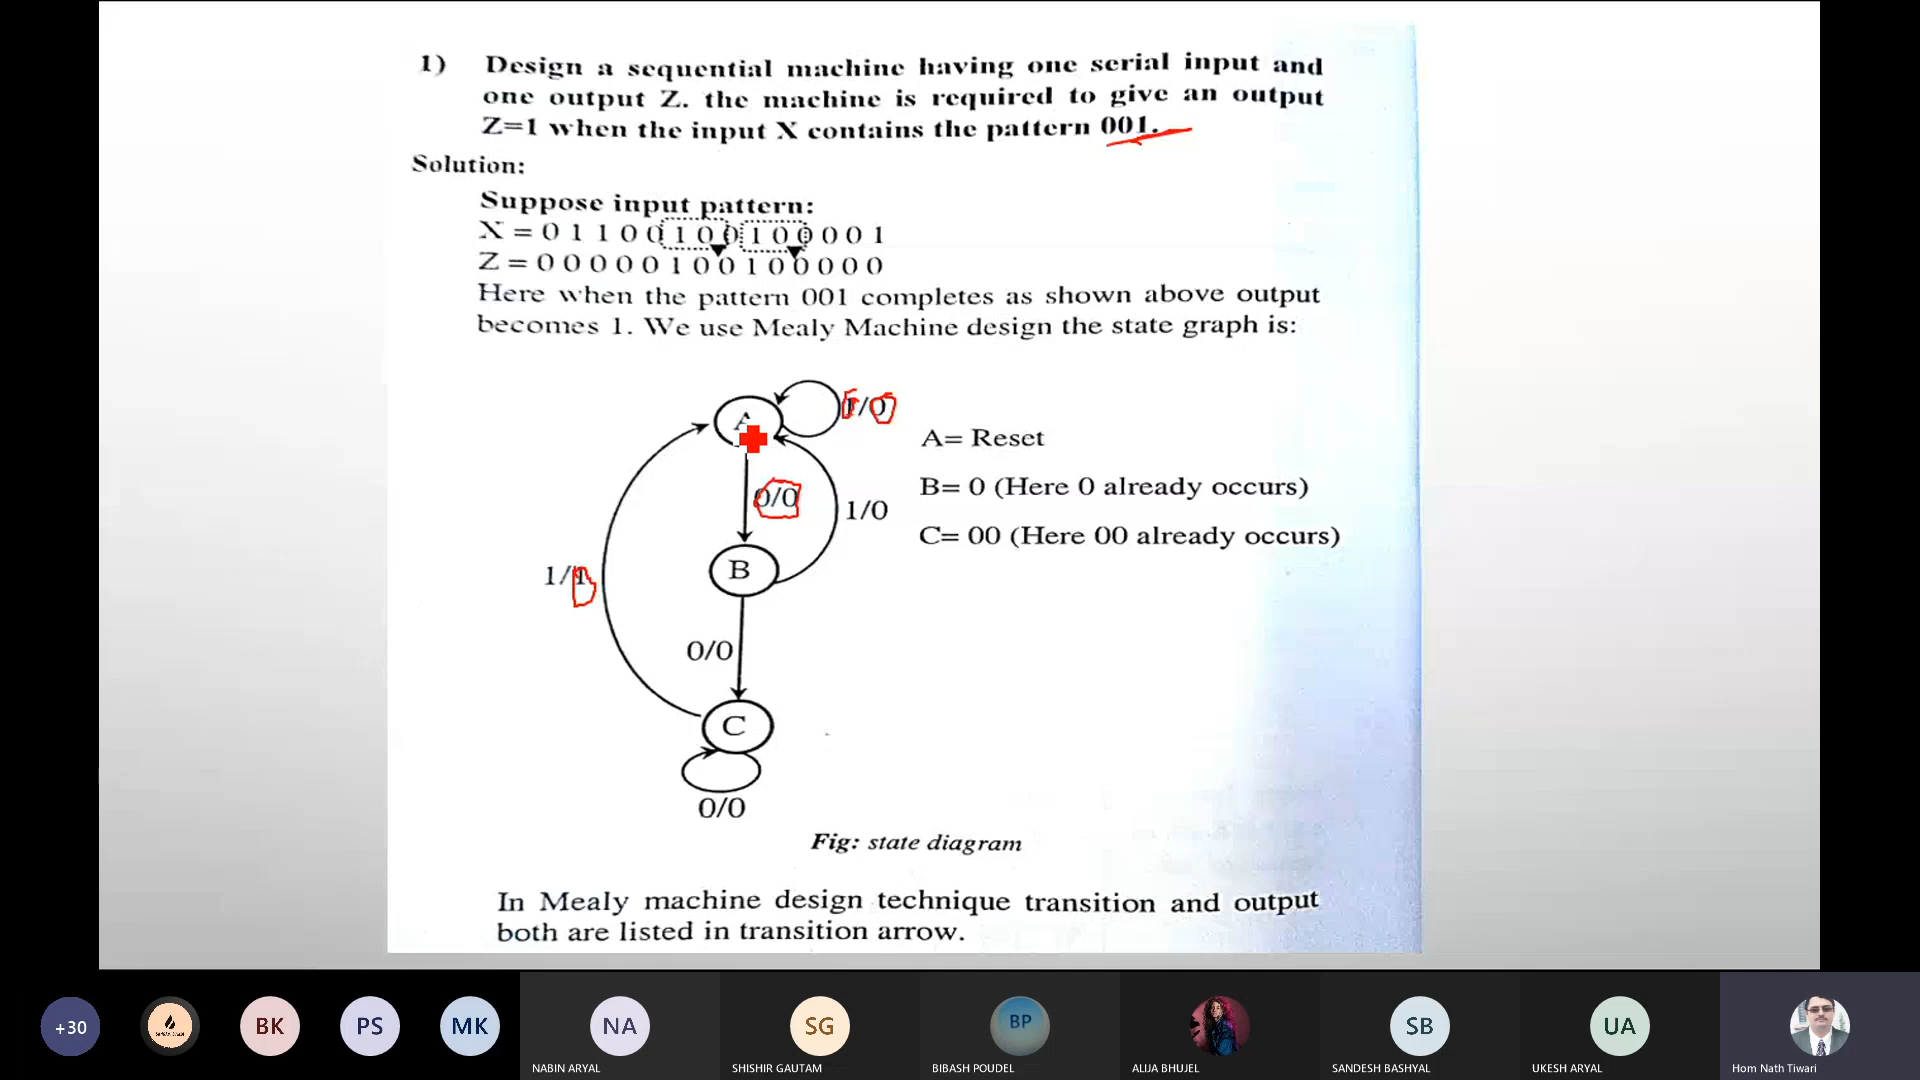 1) Design a sequential machine having one serial input and
one output Z. the machine is required to give an output
Z=1 when the input X contains the pattern 001.
Solution:
Suppose input pattern:
X = 0 1 1 0 0 1 0 0 1 0 0 0 0 1
Z = 0 0 0 0 0 1 0 0 1 0 0 0 0 0
Here when the pattern 001 completes as shown above output
becomes 1. We use Mealy Machine design the state graph is:
A
1/0
A= Reset
0/0
B= 0 (Here 0 already occurs)
1/0
C= 00 (Here 00 already occurs)
B
1/1
0/0
C
0/0
Fig: state diagram
In Mealy machine design technique transition and output
both are listed in transition arrow.
+30
BK
PS
MK
NA
SG
BP
SB
UA
NABIN ARYAL
SHISHIR GAUTAM
BIBASH POUDEL
ALIJA BHUJEL
SANDESH BASHYAL
UKESH ARYAL
Hom Nath Tiwari